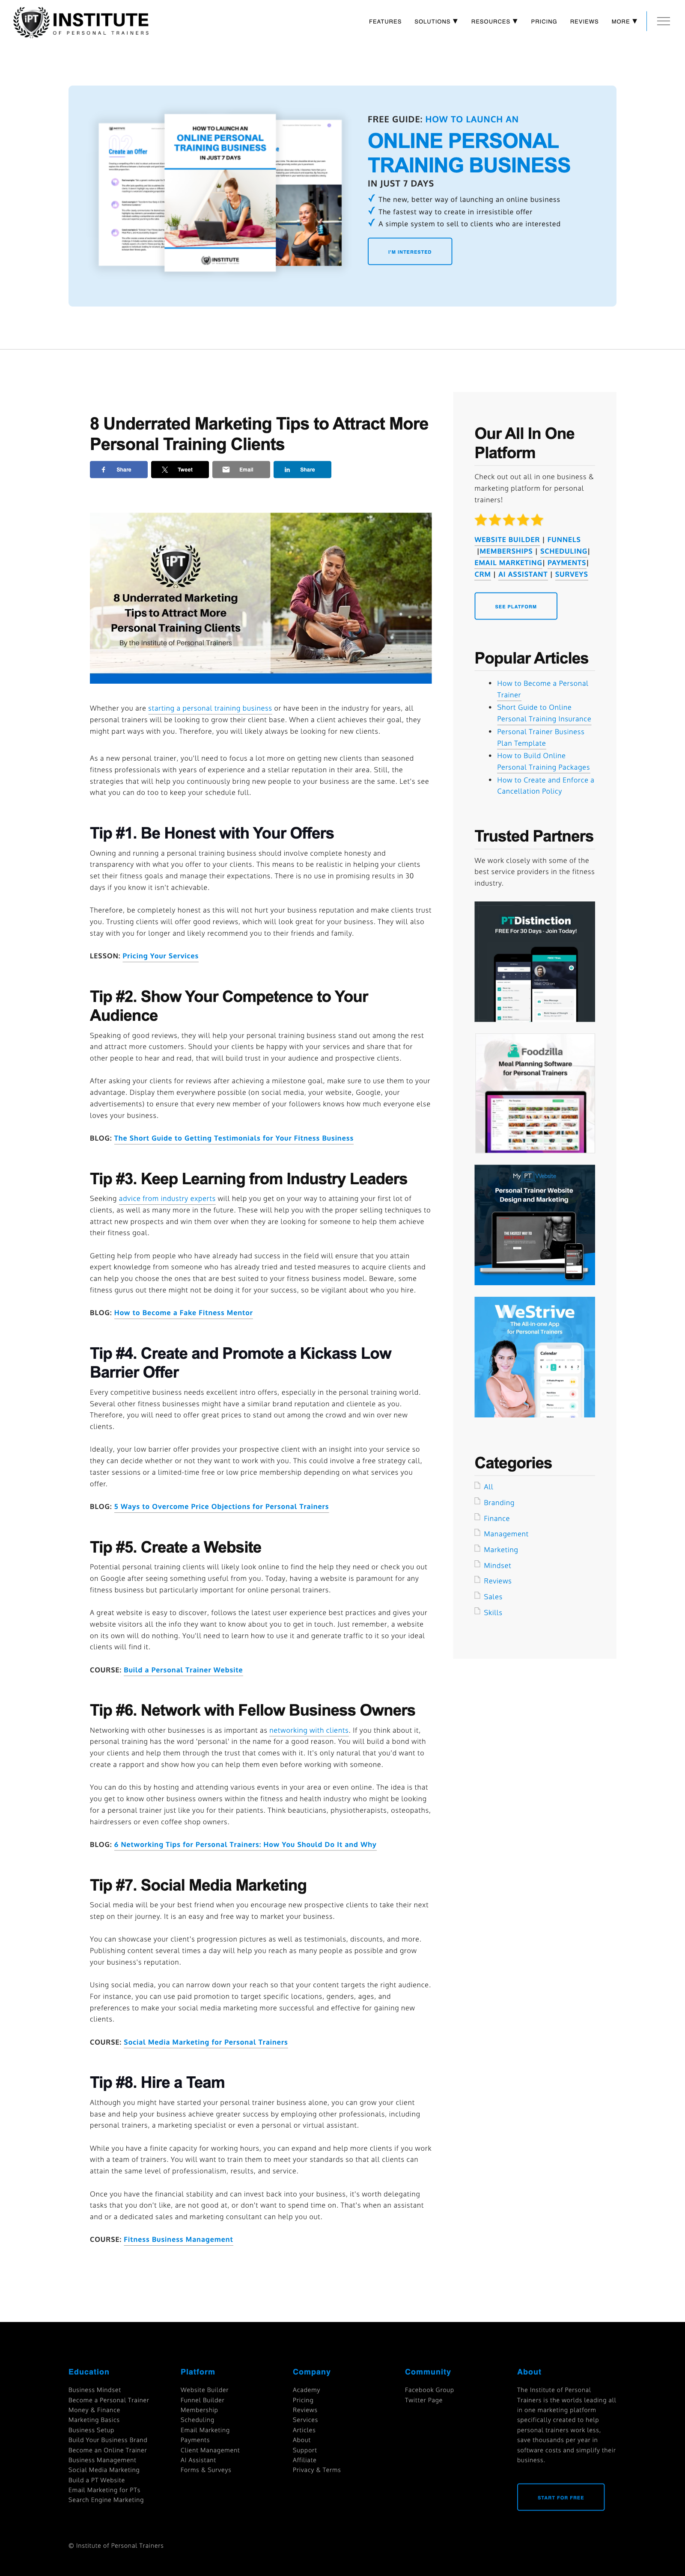 IPT INSTITUTE
OF PERSONAL TRAINERS
FEATURES
SOLUTIONS ▼
RESOURCES ▼
PRICING
REVIEWS
MORE ▼
Create an Offer
INSTITUTE
HOW TO LAUNCH AN
ONLINE PERSONAL
TRAINING BUSINESS
IN JUST 7 DAYS
INSTITUTE
FREE GUIDE: HOW TO LAUNCH AN
ONLINE PERSONAL
TRAINING BUSINESS
IN JUST 7 DAYS
✓ The new, better way of launching an online business
✓ The fastest way to create in irresistible offer
✓ A simple system to sell to clients who are interested
I'M INTERESTED
8 Underrated Marketing Tips to Attract More
Personal Training Clients
Share
Tweet
Email
Share
IPT
8 Underrated Marketing
Tips to Attract More
Personal Training Clients
By the Institute of Personal Trainers
Whether you are starting a personal training business or have been in the industry for years, all
personal trainers will be looking to grow their client base. When a client achieves their goal, they
might part ways with you. Therefore, you will likely always be looking for new clients.
As a new personal trainer, you'll need to focus a lot more on getting new clients than seasoned
fitness professionals with years of experience and a stellar reputation in their area. Still, the
strategies that will help you continuously bring new people to your business are the same. Let's see
what you can do too to keep your schedule full.
Tip #1. Be Honest with Your Offers
Owning and running a personal training business should involve complete honesty and
transparency with what you offer to your clients. This means to be realistic in helping your clients
set their fitness goals and manage their expectations. There is no use in promising results in 30
days if you know it isn't achievable.
Therefore, be completely honest as this will not hurt your business reputation and make clients trust
you. Trusting clients will offer good reviews, which will look great for your business. They will also
stay with you for longer and likely recommend you to their friends and family.
LESSON: Pricing Your Services
Tip #2. Show Your Competence to Your
Audience
Speaking of good reviews, they will help your personal training business stand out among the rest
and attract more customers. Should your clients be happy with your services and share that for
other people to hear and read, that will build trust in your audience and prospective clients.
After asking your clients for reviews after achieving a milestone goal, make sure to use them to your
advantage. Display them everywhere possible (on social media, your website, Google, your
advertisements) to ensure that every new member of your followers knows how much everyone else
loves your business.
BLOG: The Short Guide to Getting Testimonials for Your Fitness Business
Tip #3. Keep Learning from Industry Leaders
Seeking advice from industry experts will help you get on your way to attaining your first lot of
clients, as well as many more in the future. These will help you with the proper selling techniques to
attract new prospects and win them over when they are looking for someone to help them achieve
their fitness goal.
Getting help from people who have already had success in the field will ensure that you attain
expert knowledge from someone who has already tried and tested measures to acquire clients and
can help you choose the ones that are best suited to your fitness business model. Beware, some
fitness gurus out there might not be doing it for your success, so be vigilant about who you hire.
BLOG: How to Become a Fake Fitness Mentor
Tip #4. Create and Promote a Kickass Low
Barrier Offer
Every competitive business needs excellent intro offers, especially in the personal training world.
Several other fitness businesses might have a similar brand reputation and clientele as you.
Therefore, you will need to offer great prices to stand out among the crowd and win over new
clients.
Ideally, your low barrier offer provides your prospective client with an insight into your service so
they can decide whether or not they want to work with you. This could involve a free strategy call,
taster sessions or a limited-time free or low price membership depending on what services you
offer.
BLOG: 5 Ways to Overcome Price Objections for Personal Trainers
Tip #5. Create a Website
Potential personal training clients will likely look online to find the help they need or check you out
on Google after seeing something useful from you. Today, having a website is paramount for any
fitness business but particularly important for online personal trainers.
A great website is easy to discover, follows the latest user experience best practices and gives your
website visitors all the info they want to know about you to get in touch. Just remember, a website
on its own will do nothing. You'll need to learn how to use it and generate traffic to it so your ideal
clients will find it.
COURSE: Build a Personal Trainer Website
Tip #6. Network with Fellow Business Owners
Networking with other businesses is as important as networking with clients. If you think about it,
personal training has the word 'personal' in the name for a good reason. You will build a bond with
your clients and help them through the trust that comes with it. It's only natural that you'd want to
create a rapport and show how you can help them even before working with someone.
You can do this by hosting and attending various events in your area or even online. The idea is that
you get to know other business owners within the fitness and health industry who might be looking
for a personal trainer just like you for their patients. Think beauticians, physiotherapists, osteopaths,
hairdressers or even coffee shop owners.
BLOG: 6 Networking Tips for Personal Trainers: How You Should Do It and Why
Tip #7. Social Media Marketing
Social media will be your best friend when you encourage new prospective clients to take their next
step on their journey. It is an easy and free way to market your business.
You can showcase your client's progression pictures as well as testimonials, discounts, and more.
Publishing content several times a day will help you reach as many people as possible and grow
your business's reputation.
Using social media, you can narrow down your reach so that your content targets the right audience.
For instance, you can use paid promotion to target specific locations, genders, ages, and
preferences to make your social media marketing more successful and effective for gaining new
clients.
COURSE: Social Media Marketing for Personal Trainers
Tip #8. Hire a Team
Although you might have started your personal trainer business alone, you can grow your client
base and help your business achieve greater success by employing other professionals, including
personal trainers, a marketing specialist or even a personal or virtual assistant.
While you have a finite capacity for working hours, you can expand and help more clients if you work
with a team of trainers. You will want to train them to meet your standards so that all clients can
attain the same level of professionalism, results, and service.
Once you have the financial stability and can invest back into your business, it's worth delegating
tasks that you don't like, are not good at, or don't want to spend time on. That's when an assistant
and or a dedicated sales and marketing consultant can help you out.
COURSE: Fitness Business Management
Our All In One
Platform
Check out out all in one business &
marketing platform for personal
trainers!
WEBSITE BUILDER | FUNNELS
|MEMBERSHIPS | SCHEDULING|
EMAIL MARKETING| PAYMENTS|
CRM | AI ASSISTANT | SURVEYS
SEE PLATFORM
Popular Articles
How to Become a Personal
Trainer
Short Guide to Online
Personal Training Insurance
Personal Trainer Business
Plan Template
How to Build Online
Personal Training Packages
How to Create and Enforce a
Cancellation Policy
Trusted Partners
We work closely with some of the
best service providers in the fitness
industry.
PTDistinction
FREE For 30 Days - Join Today!
Foodzilla
Meal Planning Software
for Personal Trainers
My PT Website
Personal Trainer Website
Design and Marketing
WeStrive
The All-in-one App
for Personal Trainers
Calendar
Categories
All
Branding
Finance
Management
Marketing
Mindset
Reviews
Sales
Skills
Education
Business Mindset
Become a Personal Trainer
Money & Finance
Marketing Basics
Business Setup
Build Your Business Brand
Become an Online Trainer
Business Management
Social Media Marketing
Build a PT Website
Email Marketing for PTs
Search Engine Marketing
Platform
Website Builder
Funnel Builder
Membership
Scheduling
Email Marketing
Payments
Client Management
AI Assistant
Forms & Surveys
Company
Academy
Pricing
Reviews
Services
Articles
About
Support
Affiliate
Privacy & Terms
Community
Facebook Group
Twitter Page
About
The Institute of Personal
Trainers is the worlds leading all
in one marketing platform
specifically created to help
personal trainers work less,
save thousands per year in
software costs and simplify their
business.
START FOR FREE
© Institute of Personal Trainers